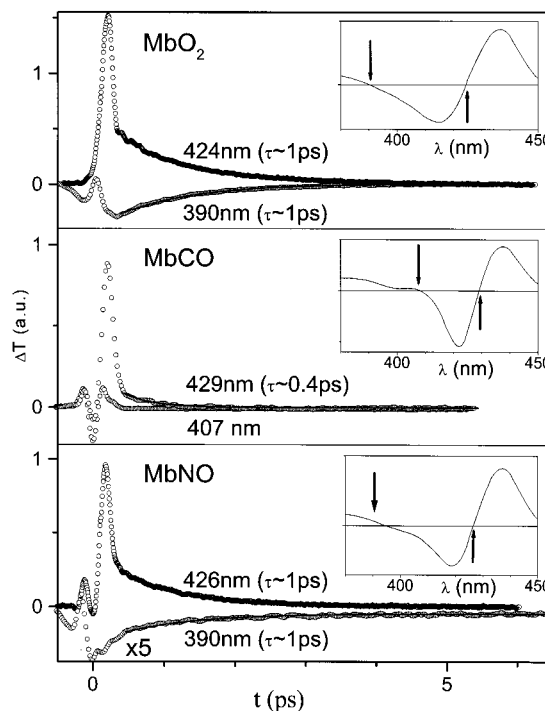 MbO₂
1
0
424nm (τ~1ps)
390nm (τ~1ps)
400
450
λ (nm)
MbCO
1
0
ΔT (a.u.)
429nm (τ~0.4ps)
407 nm
400
450
λ (nm)
MbNO
1
0
426nm (τ~1ps)
390nm (τ~1ps)
x5
400
450
λ (nm)
0
5
t (ps)